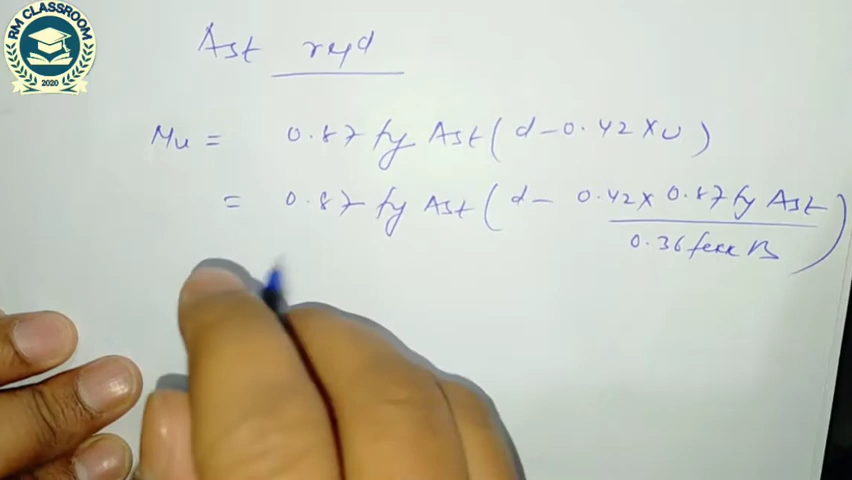 RM CLASSROOM
2020
Ast reqd
Mu = 0.87 fy Ast ( d - 0.42 xu )
= 0.87 fy Ast ( d - 0.42 x 0.87 fy Ast / 0.36 fck B )